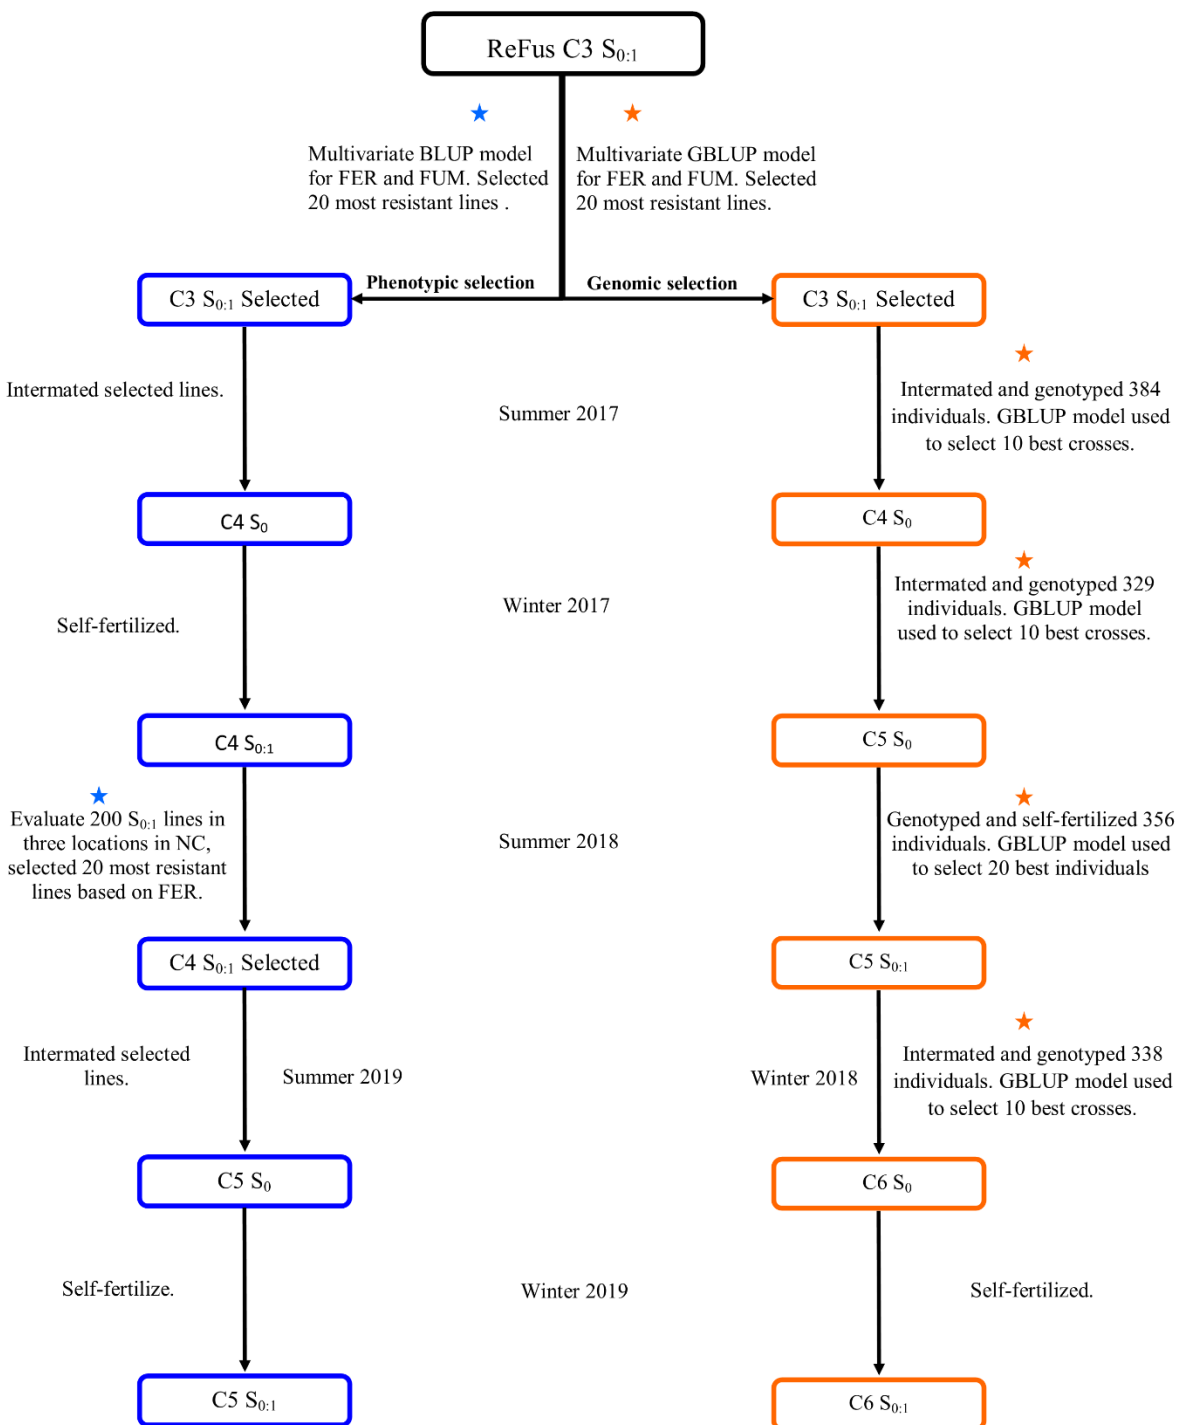 ReFus C3 S0:1
Multivariate BLUP model
for FER and FUM. Selected
20 most resistant lines .
Multivariate GBLUP model
for FER and FUM. Selected
20 most resistant lines.
Phenotypic selection
Genomic selection
C3 S0:1 Selected
C3 S0:1 Selected
Intermated selected lines.
Summer 2017
Intermated and genotyped 384
individuals. GBLUP model used
to select 10 best crosses.
C4 S0
C4 S0
Self-fertilized.
Winter 2017
Intermated and genotyped 329
individuals. GBLUP model
used to select 10 best crosses.
C4 S0:1
C5 S0
Evaluate 200 S0:1 lines in
three locations in NC,
selected 20 most resistant
lines based on FER.
Summer 2018
Genotyped and self-fertilized 356
individuals. GBLUP model used
to select 20 best individuals
C4 S0:1 Selected
C5 S0:1
Intermated selected
lines.
Summer 2019
Winter 2018
Intermated and genotyped 338
individuals. GBLUP model used
to select 10 best crosses.
C5 S0
C6 S0
Self-fertilize.
Winter 2019
Self-fertilized.
C5 S0:1
C6 S0:1